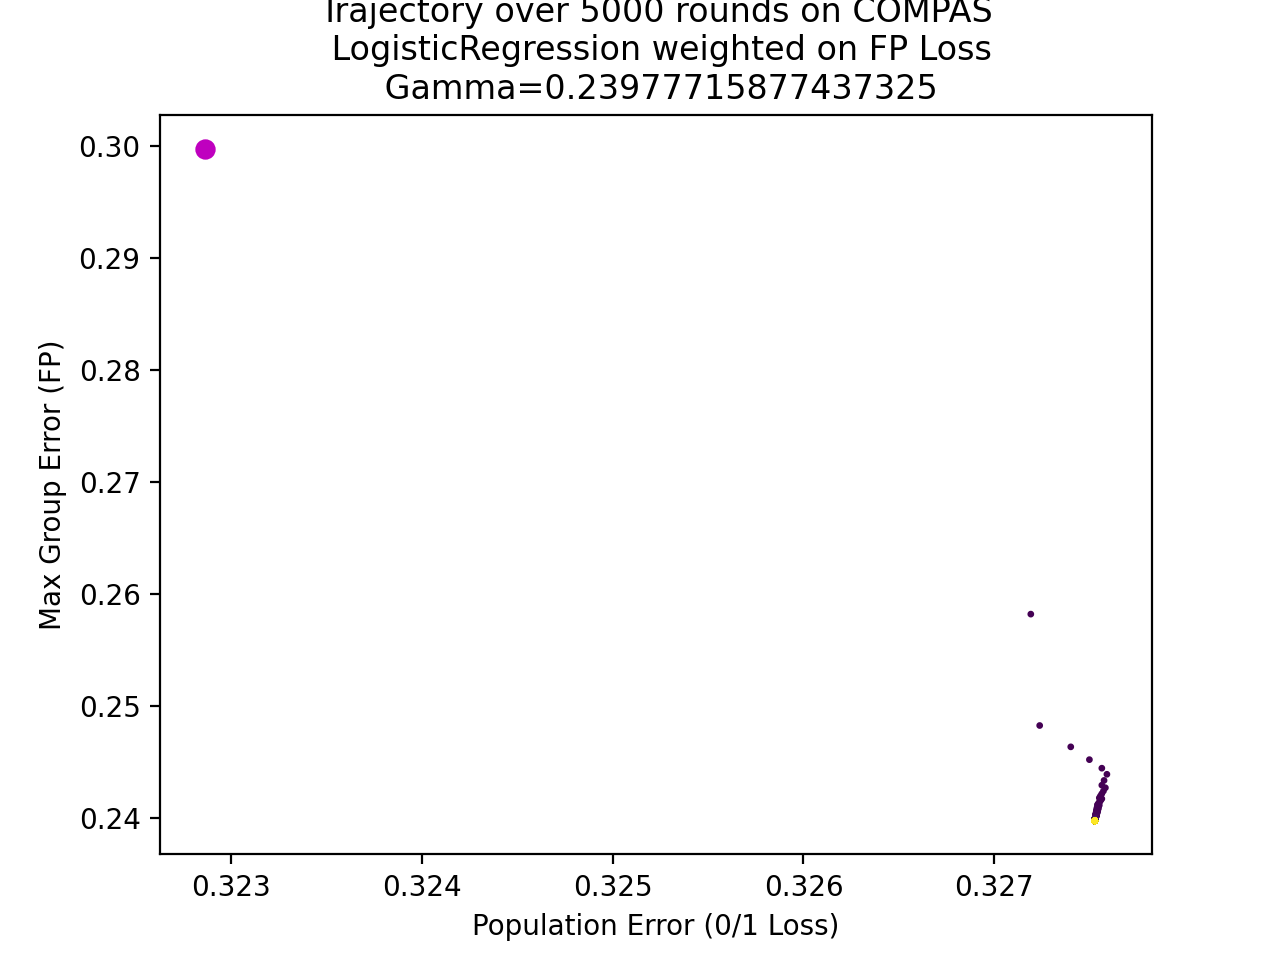 Trajectory over 5000 rounds on COMPAS
LogisticRegression weighted on FP Loss
Gamma=0.23977715877437325
0.30
0.29
0.28
0.27
0.26
0.25
0.24
Max Group Error (FP)
0.323 0.324 0.325 0.326 0.327
Population Error (0/1 Loss)